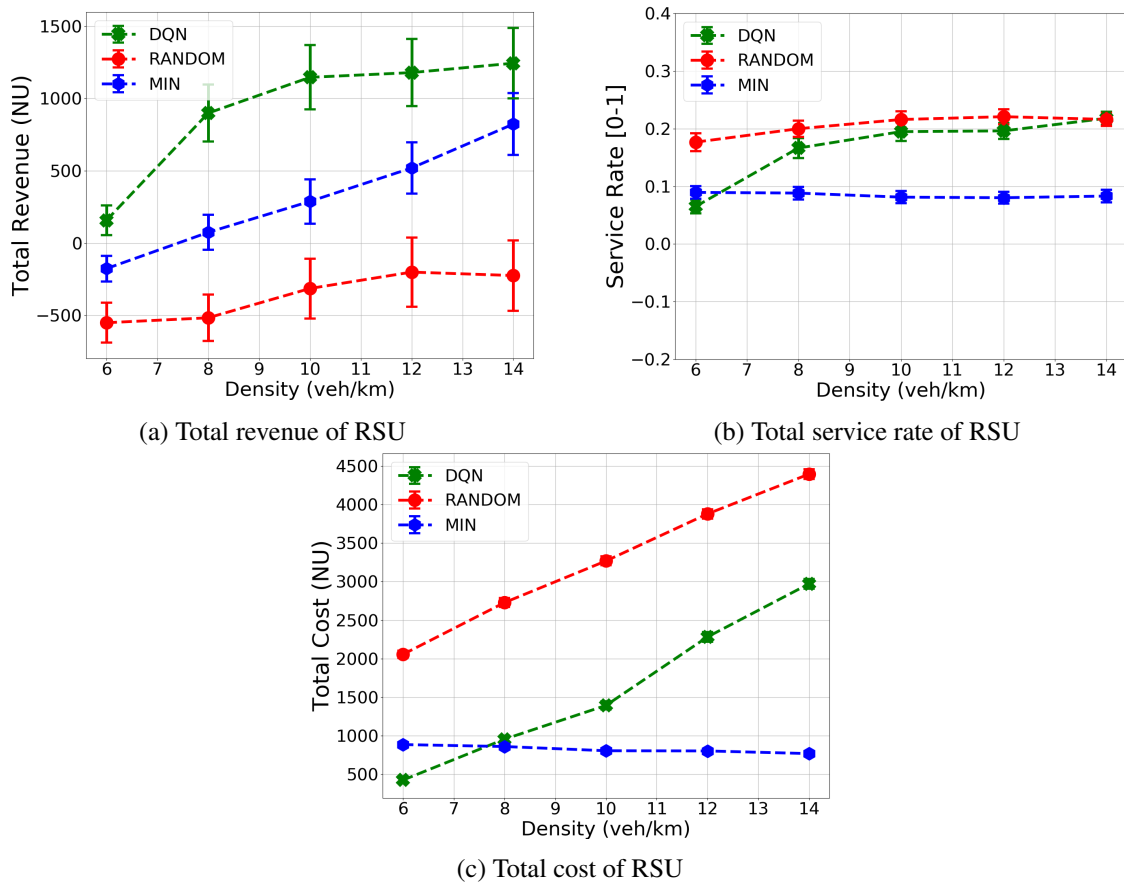 1500
1000
500
0
−500
Total Revenue (NU)
DQN
RANDOM
MIN
6 7 8 9 10 11 12 13 14
Density (veh/km)
(a) Total revenue of RSU
0.4
0.3
0.2
0.1
0.0
−0.1
−0.2
Service Rate [0-1]
DQN
RANDOM
MIN
6 7 8 9 10 11 12 13 14
Density (veh/km)
(b) Total service rate of RSU
4500
4000
3500
3000
2500
2000
1500
1000
500
Total Cost (NU)
DQN
RANDOM
MIN
6 7 8 9 10 11 12 13 14
Density (veh/km)
(c) Total cost of RSU